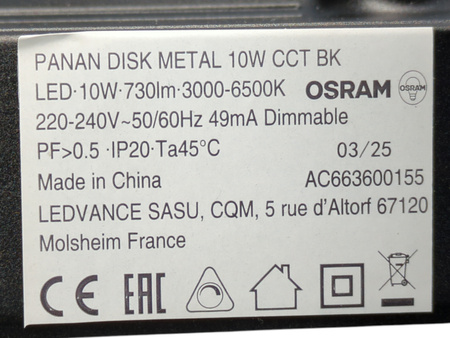 PANAN DISK METAL 10W CCT BK
LED·10W·730lm·3000-6500K OSRAM OSRAM
220-240V~50/60Hz 49mA Dimmable
PF>0.5 ·IP20·Ta45°C 03/25
Made in China AC663600155
LEDVANCE SASU, CQM, 5 rue d'Altorf 67120
Molsheim France
CE EAC